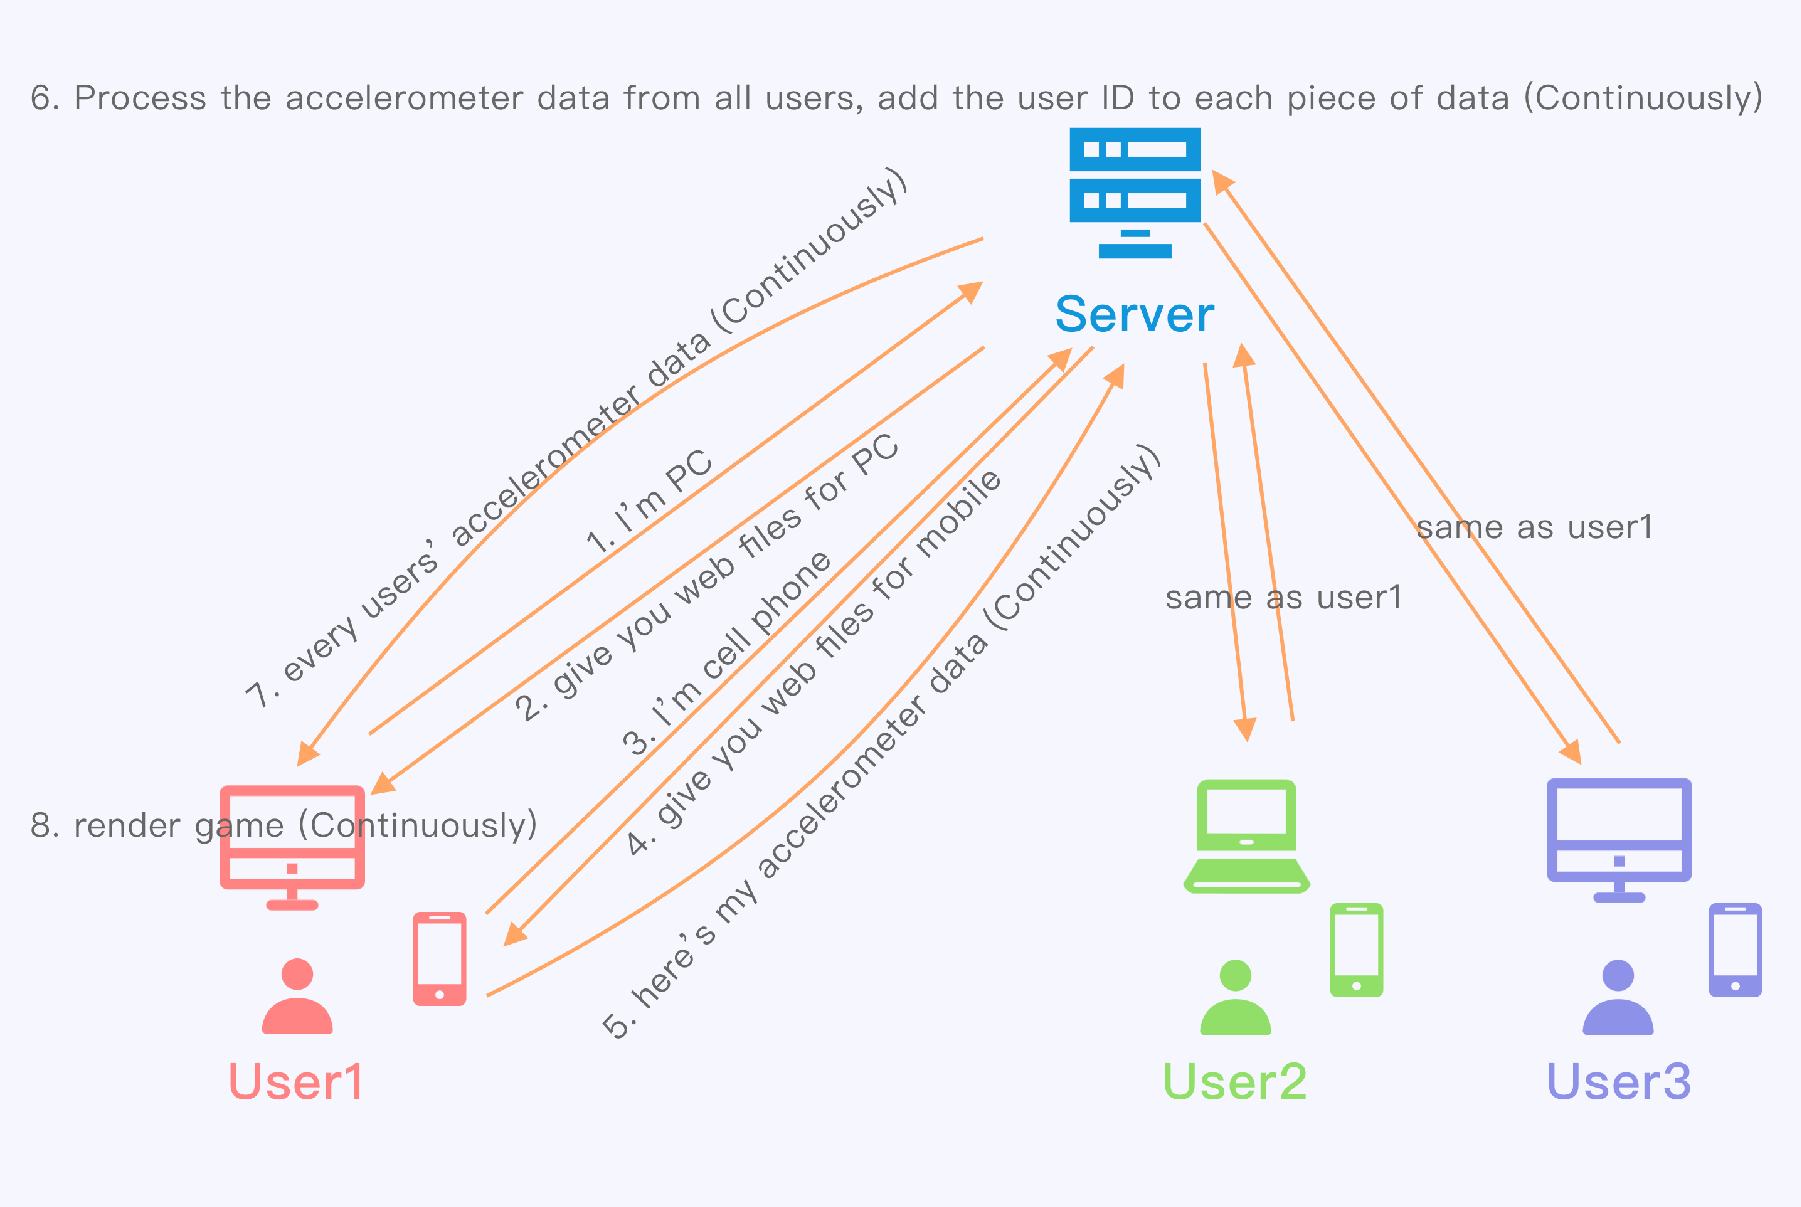 6. Process the accelerometer data from all users, add the user ID to each piece of data (Continuously)
Server
7. every users’ accelerometer data (Continuously)
1. I’m PC
2. give you web files for PC
3. I’m cell phone
4. give you web files for mobile
5. here’s my accelerometer data (Continuously)
same as user1
same as user1
8. render game (Continuously)
User1
User2
User3